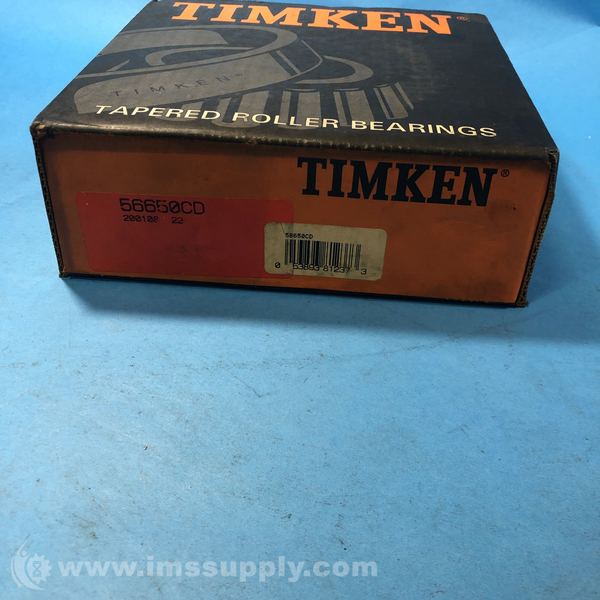 TIMKEN®
TIMKEN
TAPERED ROLLER BEARINGS
TIMKEN®
56650CD
200108 22
56650CD
0 53893 81237 3
www.imssupply.com